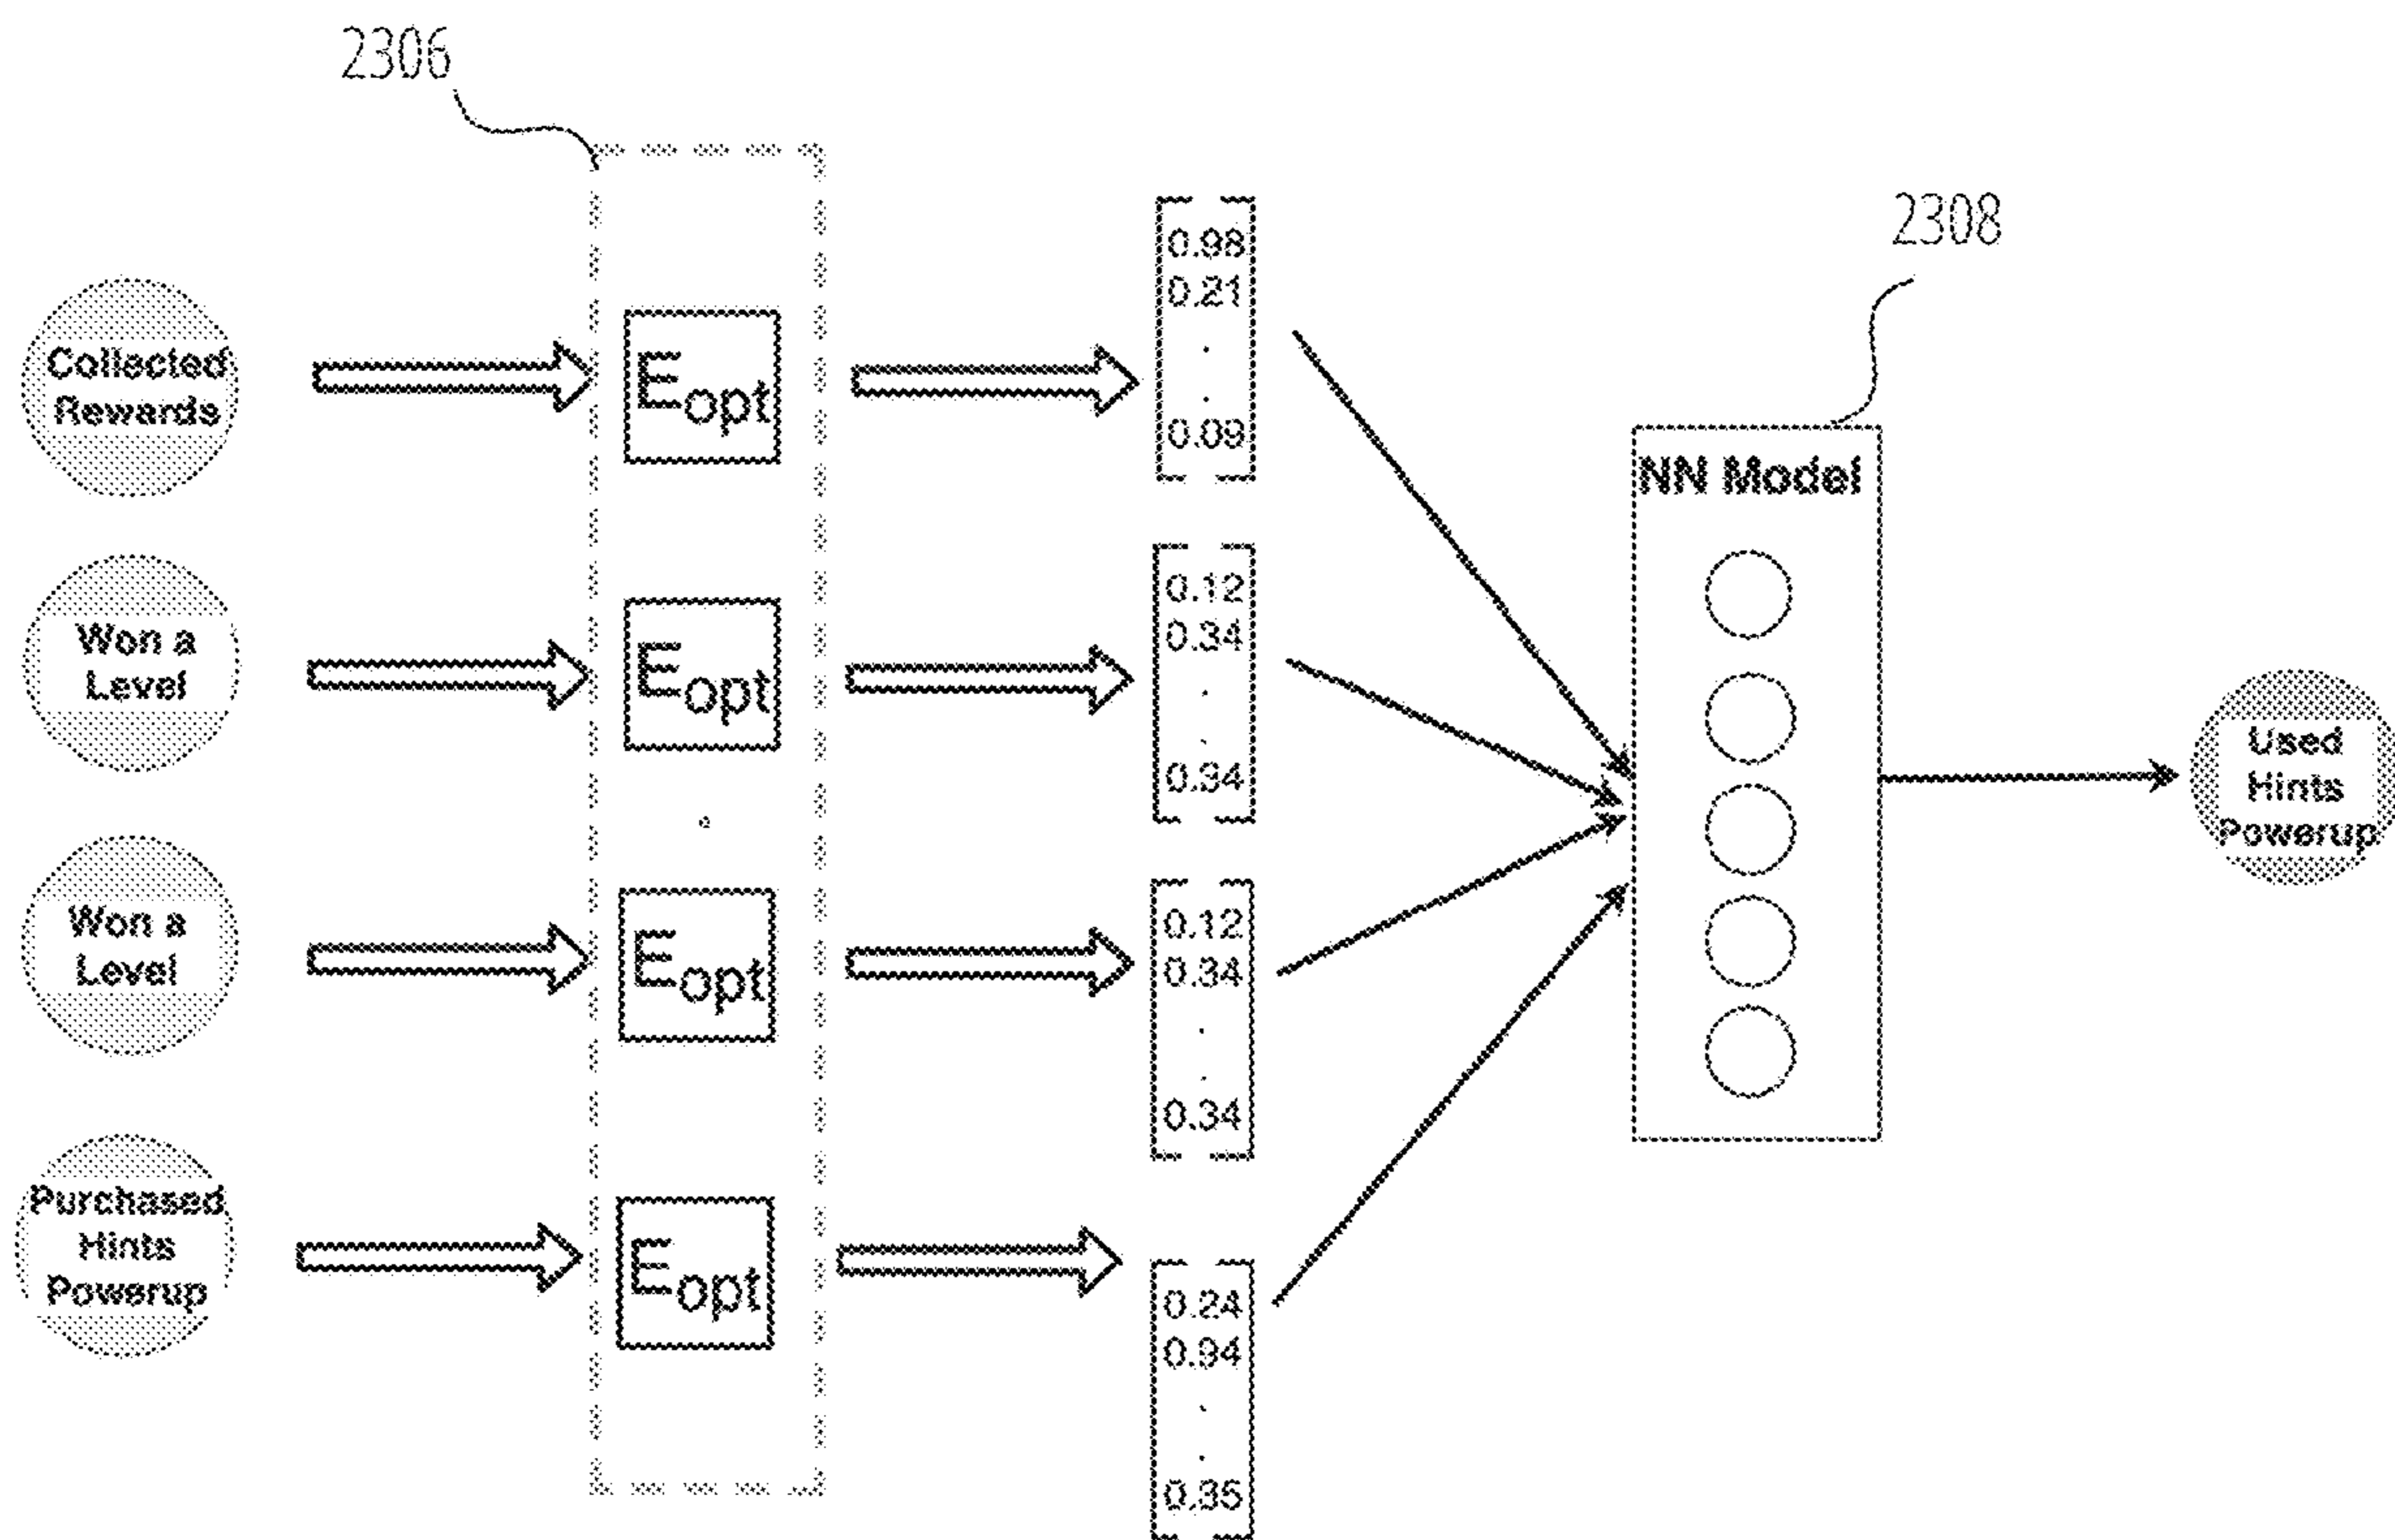 2306
2308
Collected
Rewards
Eopt
0.98
0.21
.
.
0.09
NN Model
Won a
Level
Eopt
0.12
0.34
.
.
0.34
Used
Hints
Powerup
Won a
Level
Eopt
0.12
0.34
.
.
0.34
Purchased
Hints
Powerup
Eopt
0.24
0.94
.
.
0.35